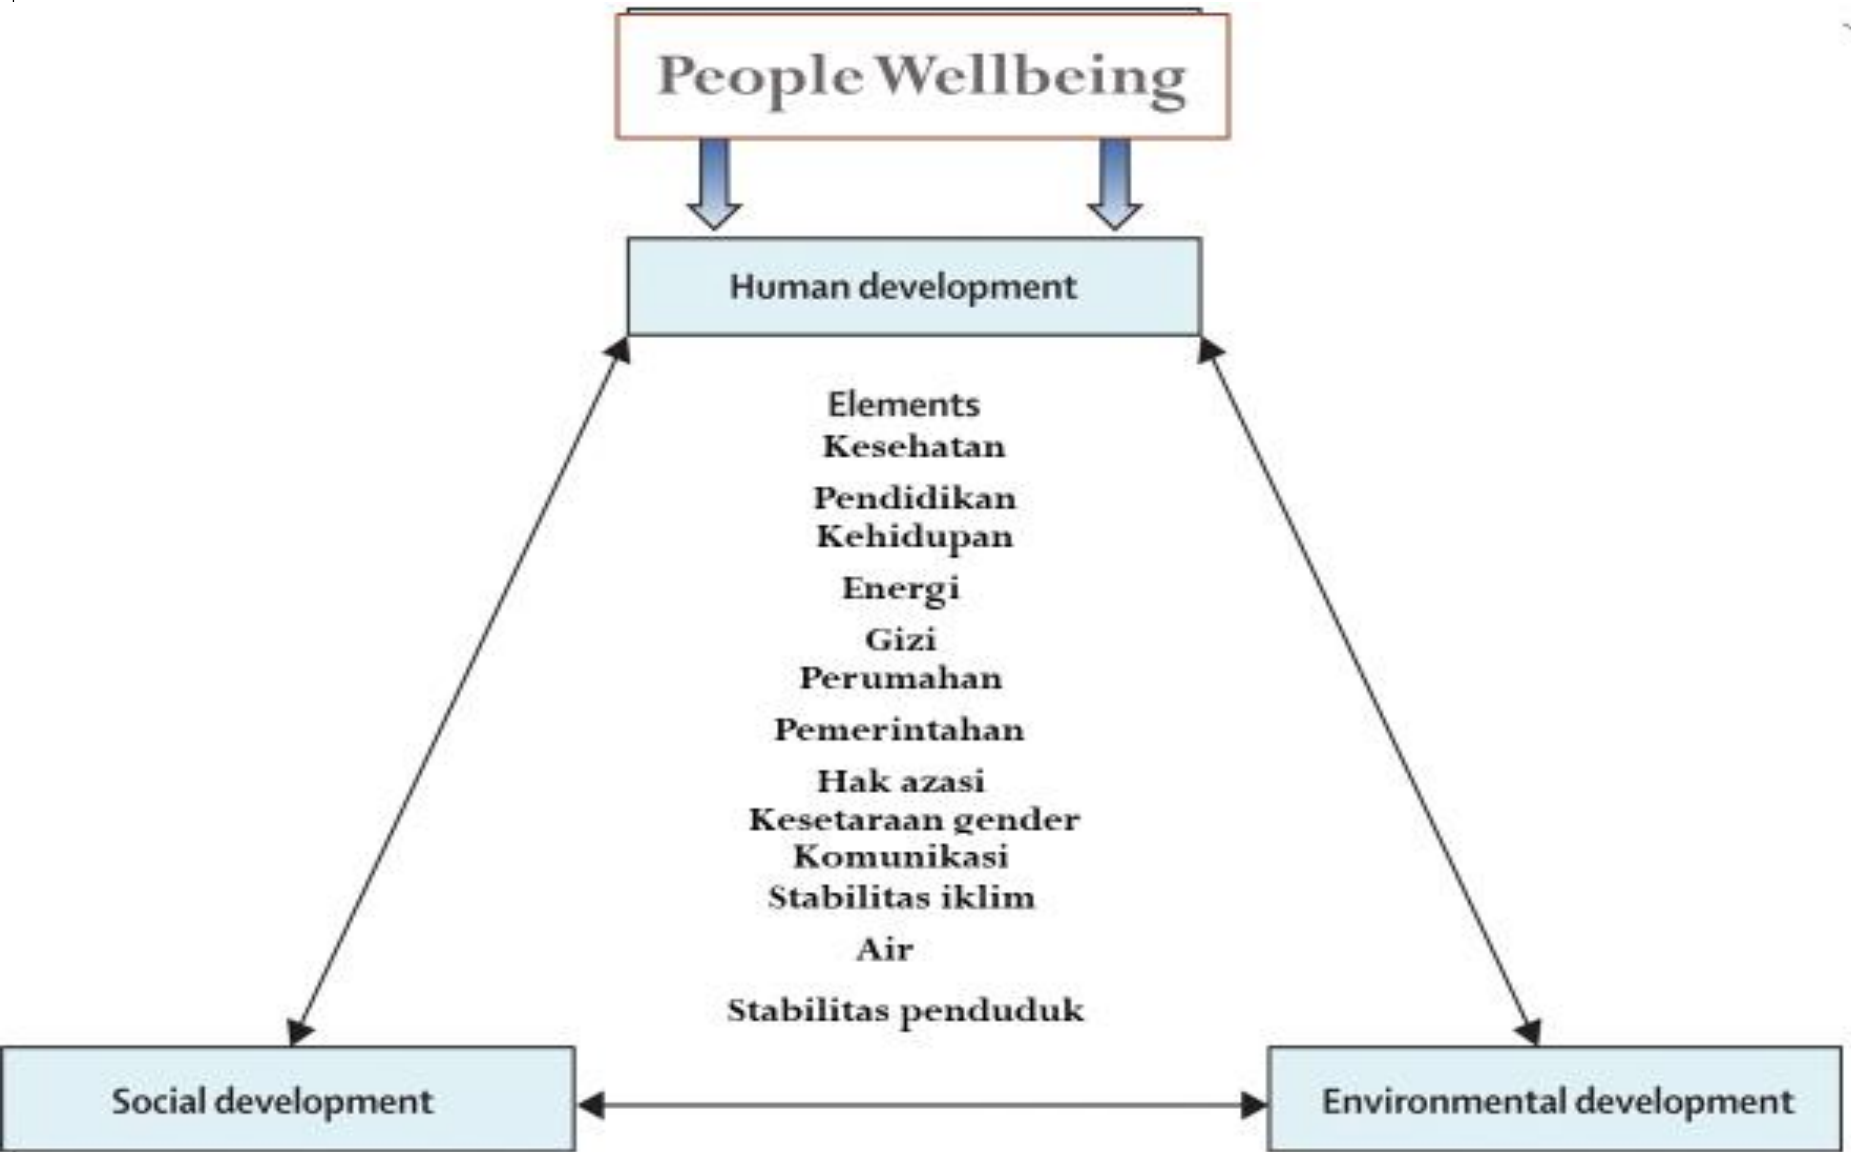 People Wellbeing
Human development
Elements
Kesehatan
Pendidikan
Kehidupan
Energi
Gizi
Perumahan
Pemerintahan
Hak azasi
Kesetaraan gender
Komunikasi
Stabilitas iklim
Air
Stabilitas penduduk
Social development
Environmental development